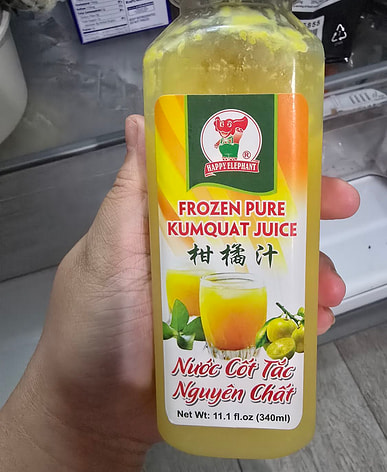 HAPPY ELEPHANT
®
FROZEN PURE
KUMQUAT JUICE
柑橘汁
Nước Cốt Tắc
Nguyên Chất
Net Wt: 11.1 fl.oz (340ml)